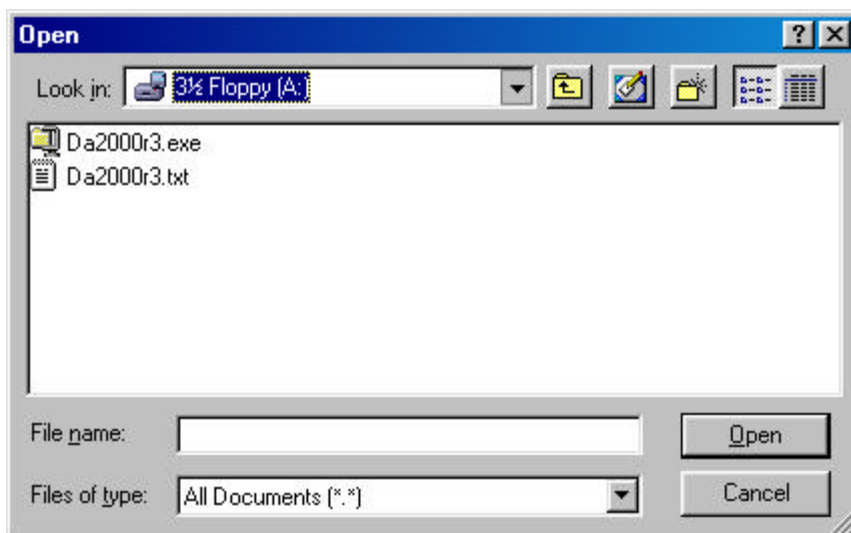 Open
Look in: 3½ Floppy (A:)
Da2000r3.exe
Da2000r3.txt
File name: Open
Files of type: All Documents (*.*) Cancel